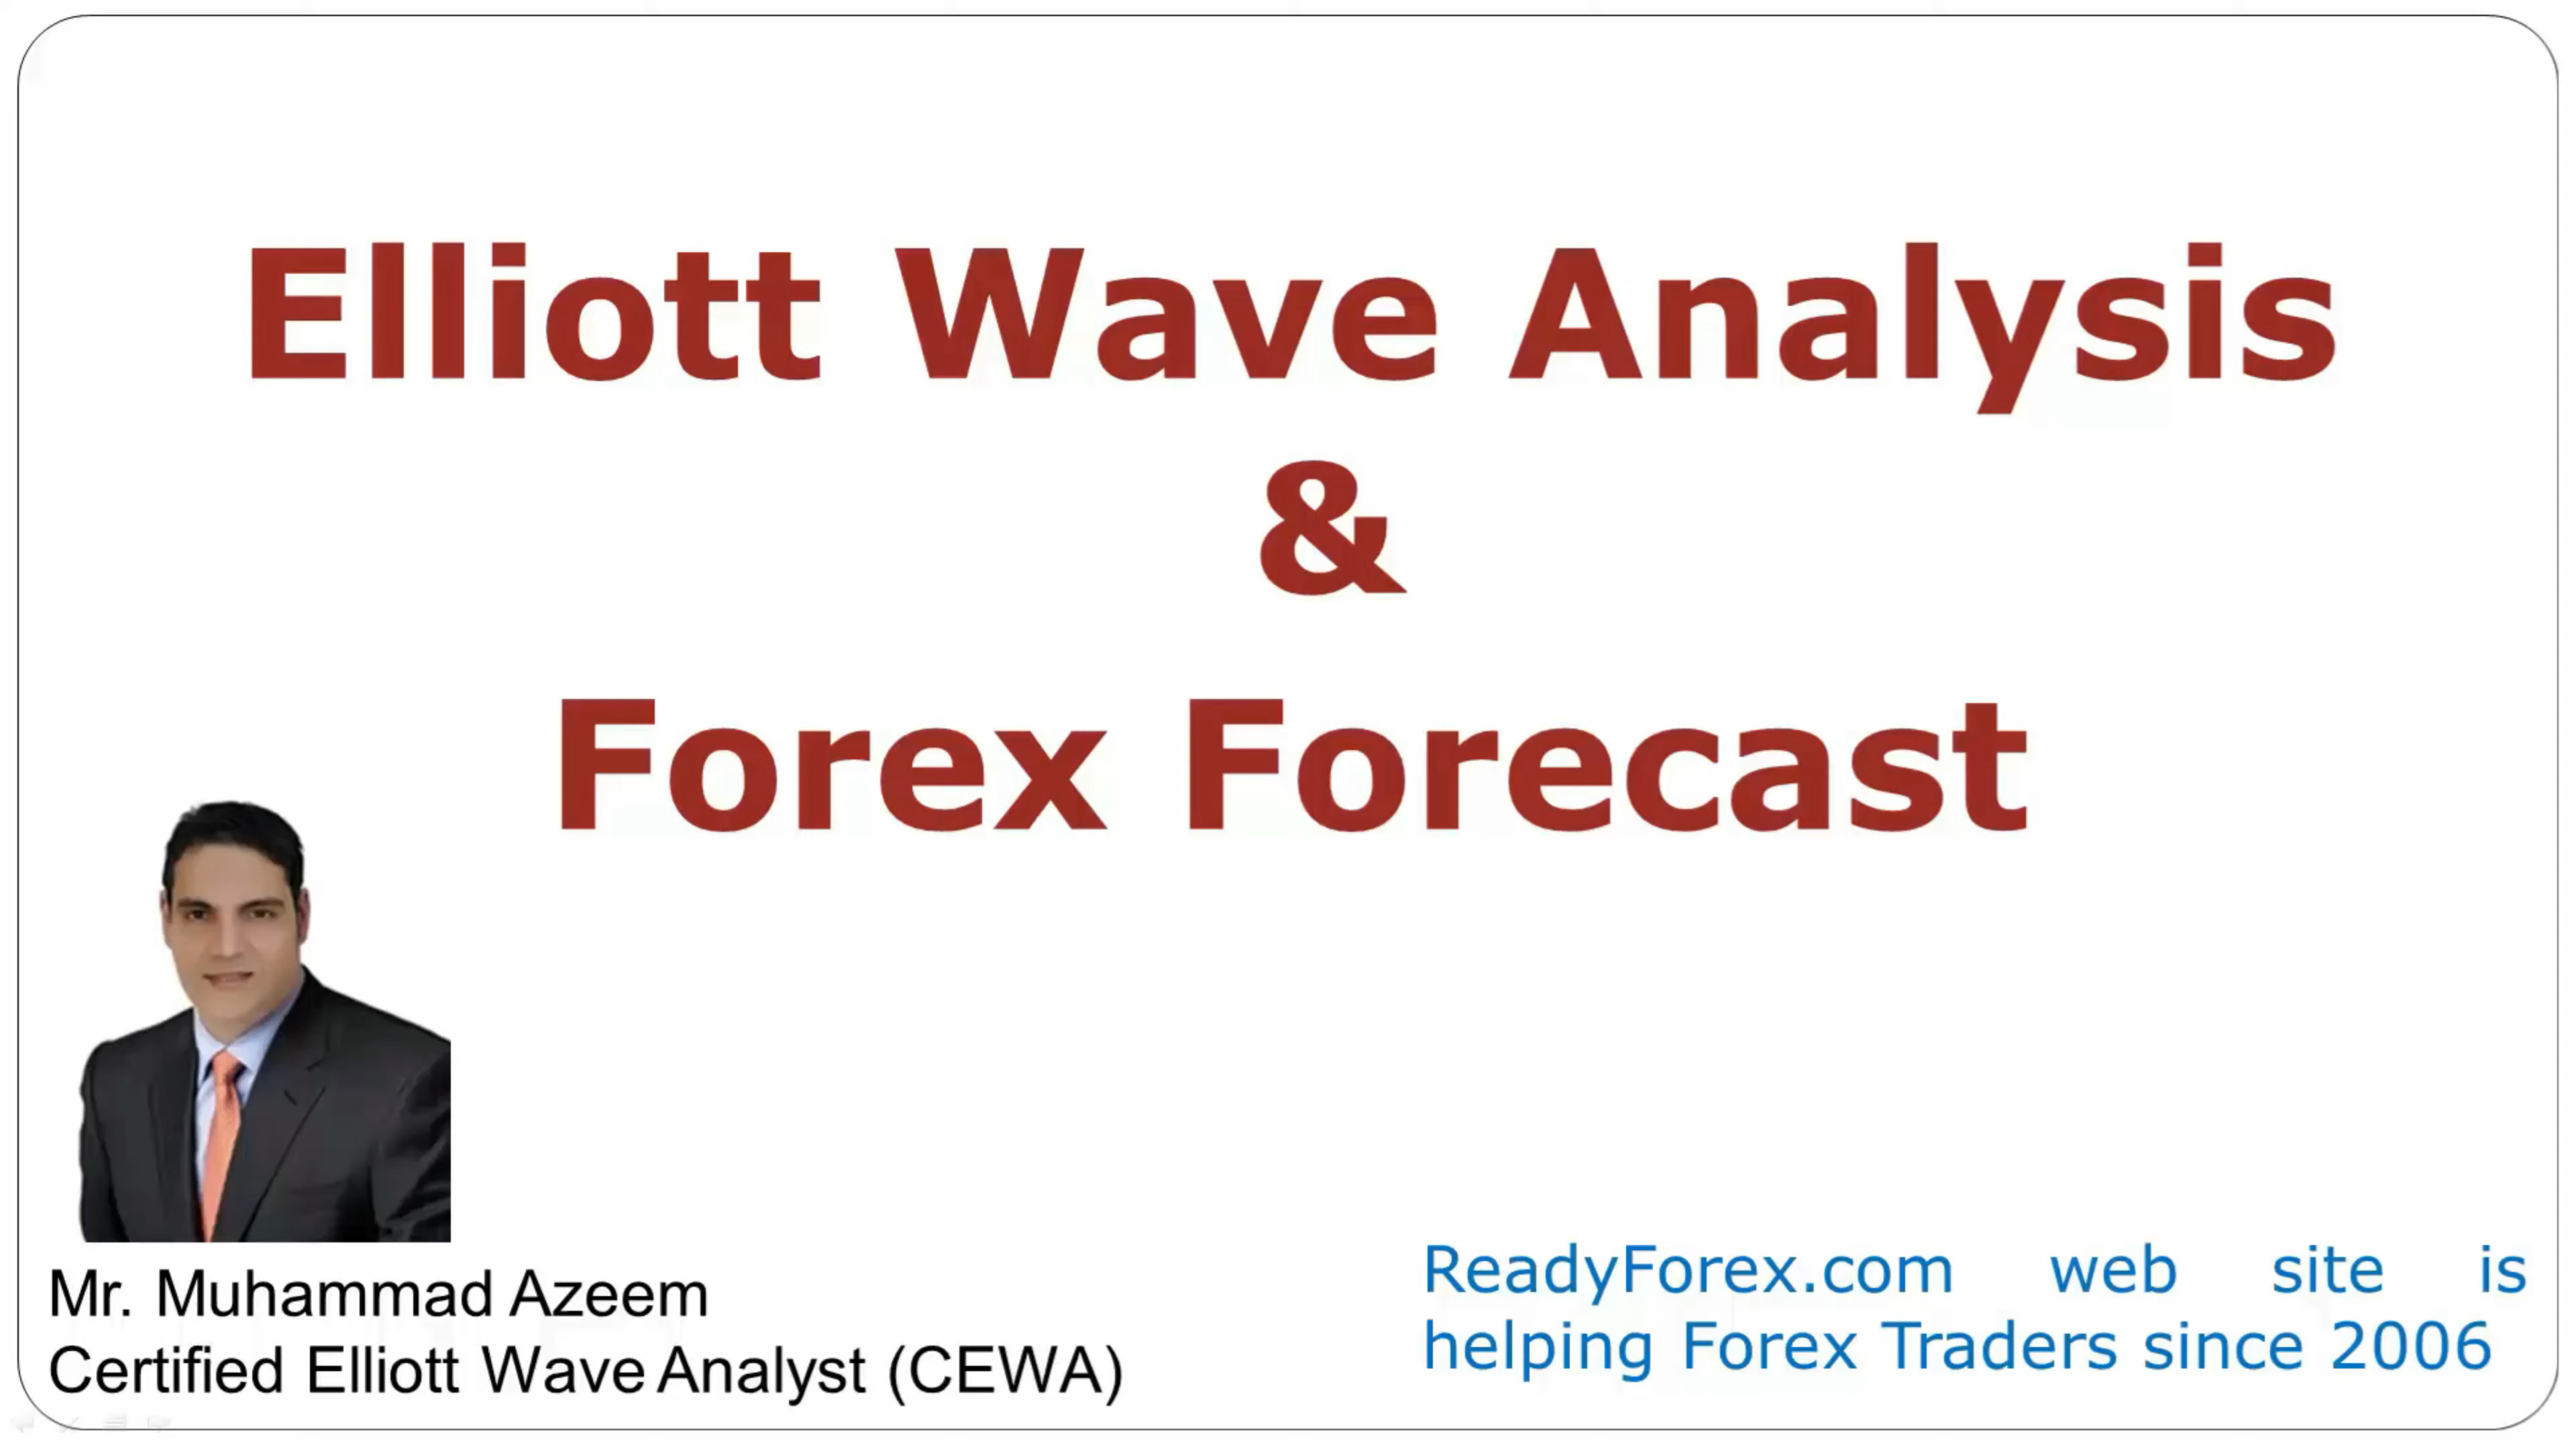 Elliott Wave Analysis
&
Forex Forecast
Mr. Muhammad Azeem
Certified Elliott Wave Analyst (CEWA)
ReadyForex.com web site is
helping Forex Traders since 2006